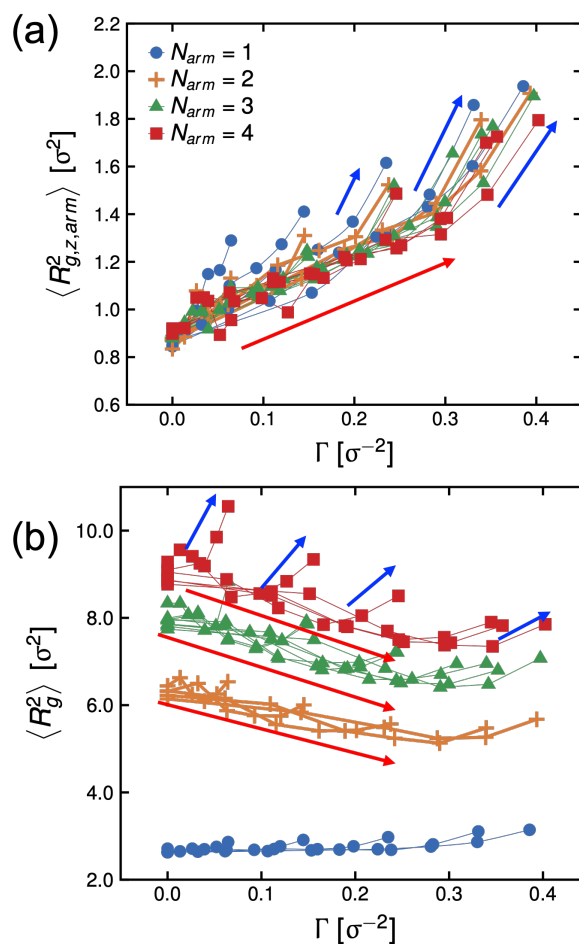 (a)
N_arm = 1
N_arm = 2
N_arm = 3
N_arm = 4
⟨R²_g,z,arm⟩ [σ²]
2.2
2.0
1.8
1.6
1.4
1.2
1.0
0.8
0.6
0.0 0.1 0.2 0.3 0.4
Γ [σ⁻²]
(b)
⟨R²_g⟩ [σ²]
10.0
8.0
6.0
4.0
2.0
0.0 0.1 0.2 0.3 0.4
Γ [σ⁻²]